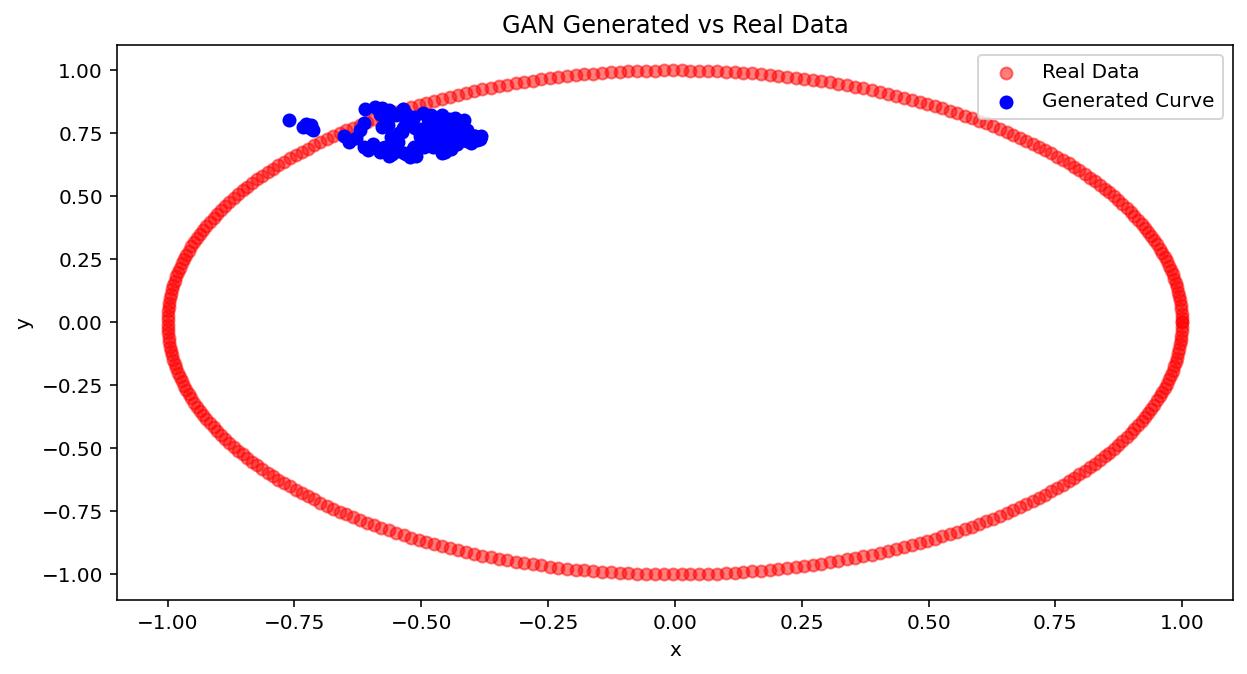 GAN Generated vs Real Data
Real Data
Generated Curve
1.00
0.75
0.50
0.25
0.00
−0.25
−0.50
−0.75
−1.00
y
−1.00 −0.75 −0.50 −0.25 0.00 0.25 0.50 0.75 1.00
x